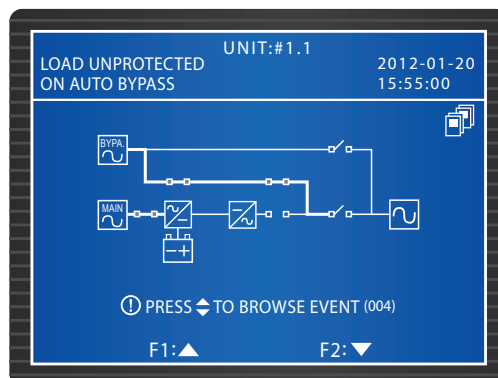 UNIT:#1.1
LOAD UNPROTECTED
ON AUTO BYPASS
2012-01-20
15:55:00
BYPA.
MAIN
PRESS TO BROWSE EVENT (004)
F1: F2: